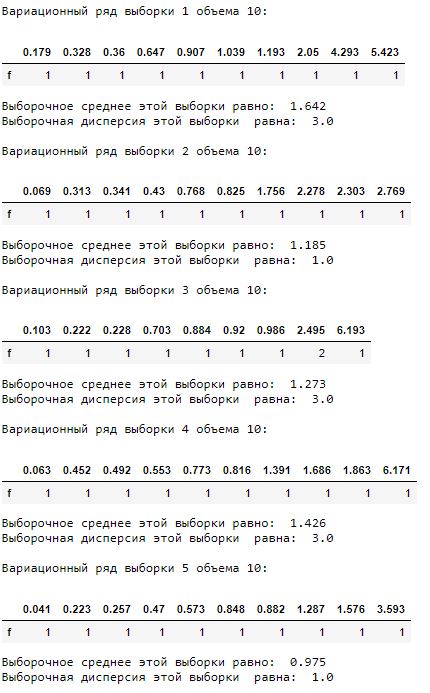 Вариационный ряд выборки 1 объема 10:
0.179 0.328 0.36 0.647 0.907 1.039 1.193 2.05 4.293 5.423
f 1 1 1 1 1 1 1 1 1 1
Выборочное среднее этой выборки равно: 1.642
Выборочная дисперсия этой выборки равна: 3.0
Вариационный ряд выборки 2 объема 10:
0.069 0.313 0.341 0.43 0.768 0.825 1.756 2.278 2.303 2.769
f 1 1 1 1 1 1 1 1 1 1
Выборочное среднее этой выборки равно: 1.185
Выборочная дисперсия этой выборки равна: 1.0
Вариационный ряд выборки 3 объема 10:
0.103 0.222 0.228 0.703 0.884 0.92 0.986 2.495 6.193
f 1 1 1 1 1 1 1 2 1
Выборочное среднее этой выборки равно: 1.273
Выборочная дисперсия этой выборки равна: 3.0
Вариационный ряд выборки 4 объема 10:
0.063 0.452 0.492 0.553 0.773 0.816 1.391 1.686 1.863 6.171
f 1 1 1 1 1 1 1 1 1 1
Выборочное среднее этой выборки равно: 1.426
Выборочная дисперсия этой выборки равна: 3.0
Вариационный ряд выборки 5 объема 10:
0.041 0.223 0.257 0.47 0.573 0.848 0.882 1.287 1.576 3.593
f 1 1 1 1 1 1 1 1 1 1
Выборочное среднее этой выборки равно: 0.975
Выборочная дисперсия этой выборки равна: 1.0